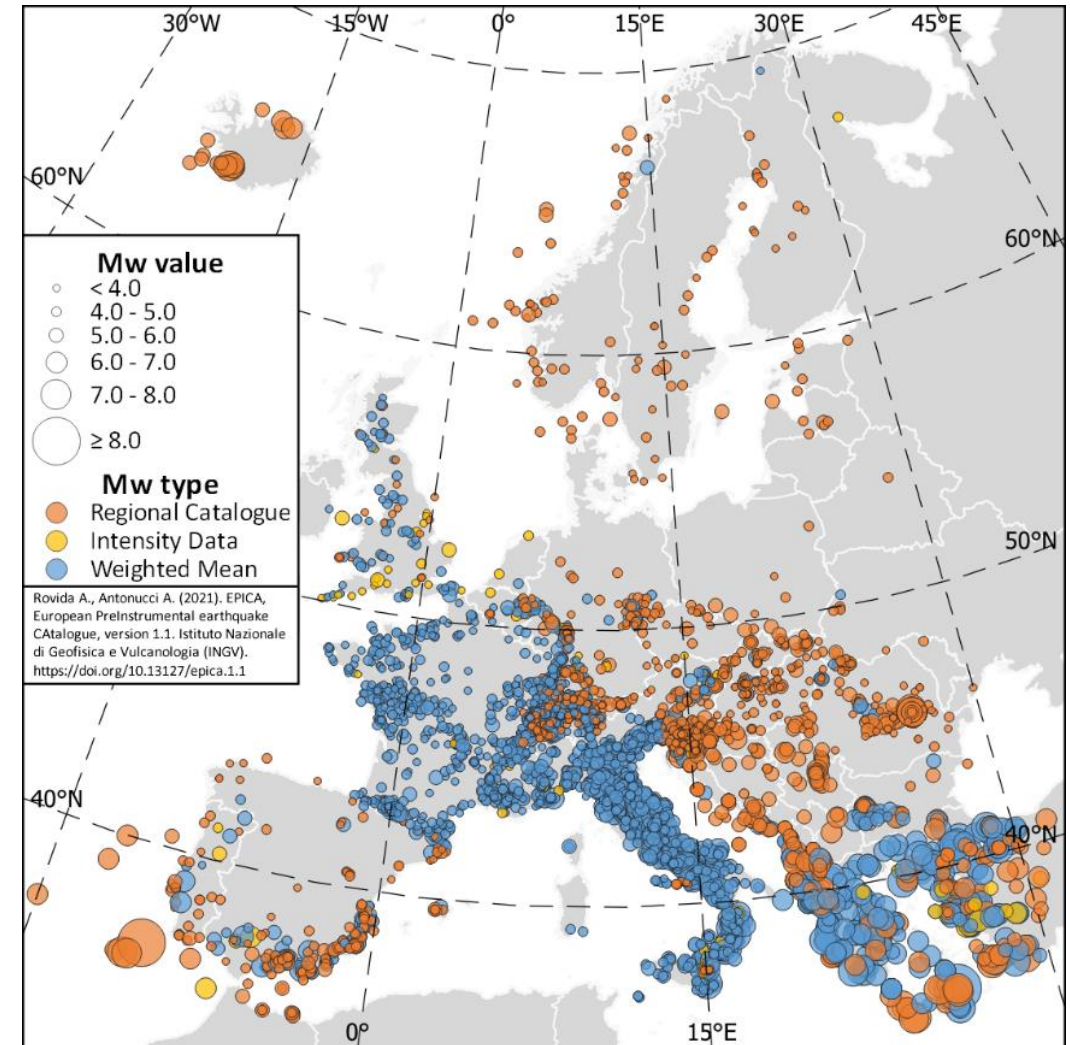 30°W
15°W
0°
15°E
30°E
45°E
60°N
60°N
Mw value
< 4.0
4.0 - 5.0
5.0 - 6.0
6.0 - 7.0
7.0 - 8.0
≥ 8.0
Mw type
Regional Catalogue
Intensity Data
Weighted Mean
Rovida A., Antonucci A. (2021). EPICA,
European PreInstrumental earthquake
CAtalogue, version 1.1. Istituto Nazionale
di Geofisica e Vulcanologia (INGV).
https://doi.org/10.13127/epica.1.1
50°N
40°N
40°N
0°
15°E